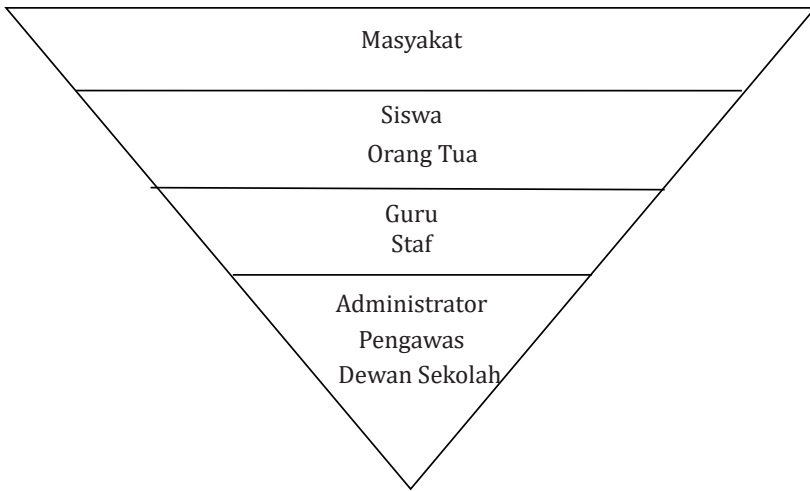 Masyakat
Siswa
Orang Tua
Guru
Staf
Administrator
Pengawas
Dewan Sekolah